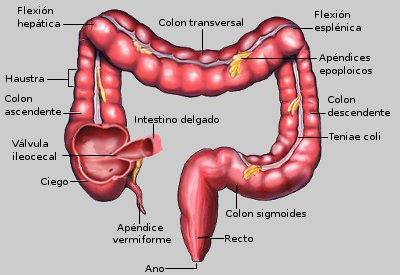 Flexión
hepática
Colon transversal
Flexión
esplénica
Apéndices
epoploicos
Haustra
Colon
ascendente
Colon
descendente
Intestino delgado
Teniae coli
Válvula
ileocecal
Ciego
Colon sigmoides
Apéndice
vermiforme
Recto
Ano